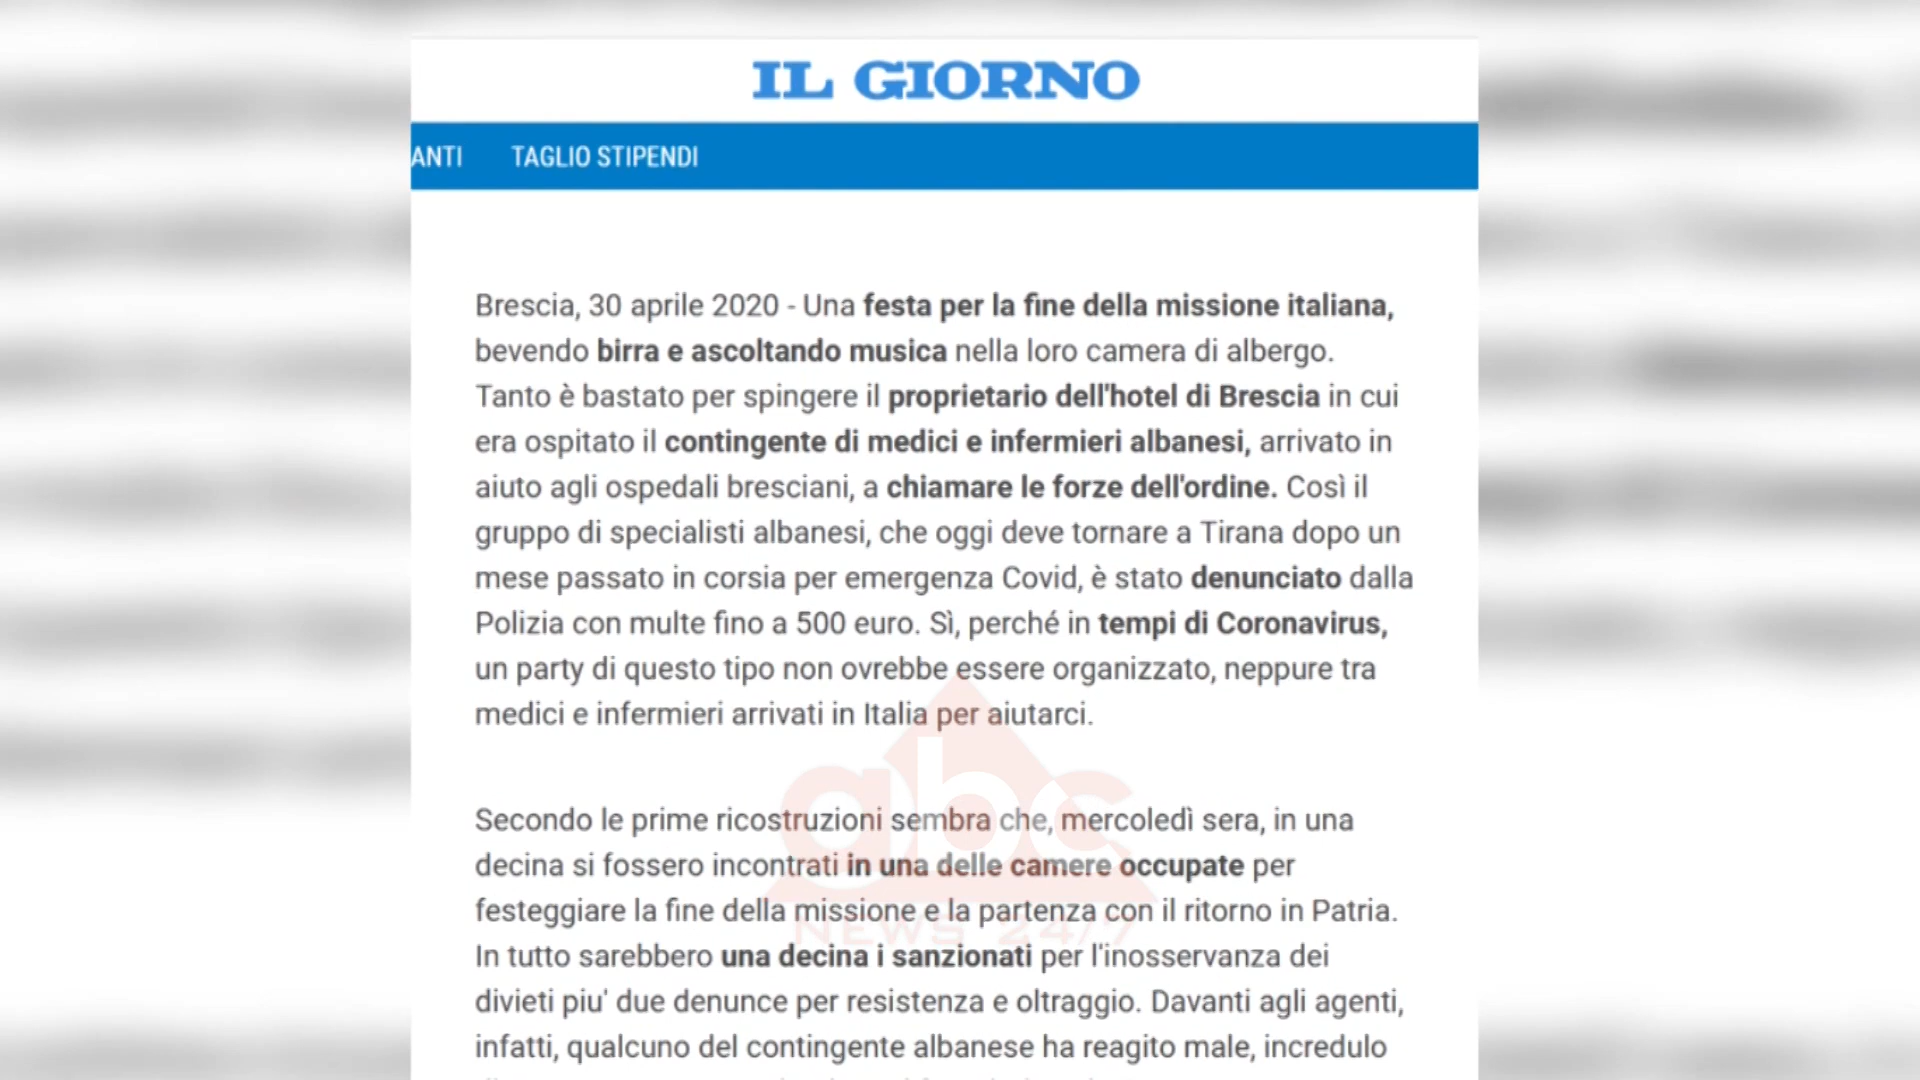 IL GIORNO
ANTI TAGLIO STIPENDI
Brescia, 30 aprile 2020 - Una festa per la fine della missione italiana,
bevendo birra e ascoltando musica nella loro camera di albergo.
Tanto è bastato per spingere il proprietario dell'hotel di Brescia in cui
era ospitato il contingente di medici e infermieri albanesi, arrivato in
aiuto agli ospedali bresciani, a chiamare le forze dell'ordine. Così il
gruppo di specialisti albanesi, che oggi deve tornare a Tirana dopo un
mese passato in corsia per emergenza Covid, è stato denunciato dalla
Polizia con multe fino a 500 euro. Sì, perché in tempi di Coronavirus,
un party di questo tipo non ovrebbe essere organizzato, neppure tra
medici e infermieri arrivati in Italia per aiutarci.
Secondo le prime ricostruzioni sembra che, mercoledì sera, in una
decina si fossero incontrati in una delle camere occupate per
festeggiare la fine della missione e la partenza con il ritorno in Patria.
In tutto sarebbero una decina i sanzionati per l'inosservanza dei
divieti piu' due denunce per resistenza e oltraggio. Davanti agli agenti,
infatti, qualcuno del contingente albanese ha reagito male, incredulo
abc
NEWS 24/7